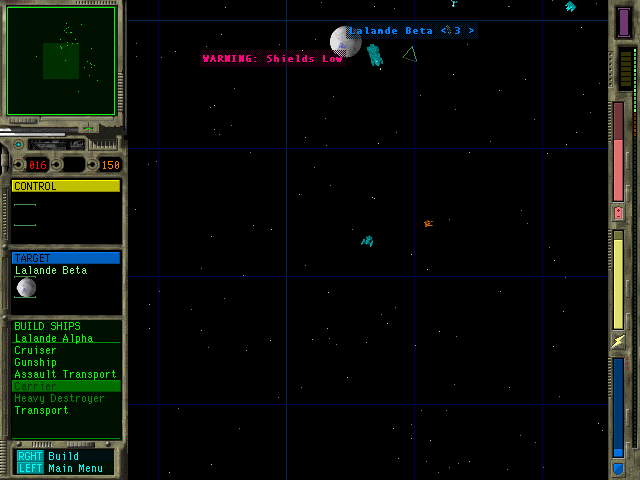 Lalande Beta < 3 >
WARNING: Shields Low
016
150
CONTROL
TARGET
Lalande Beta
BUILD SHIPS
Lalande Alpha
Cruiser
Gunship
Assault Transport
Carrier
Heavy Destroyer
Transport
RGHT Build
LEFT Main Menu